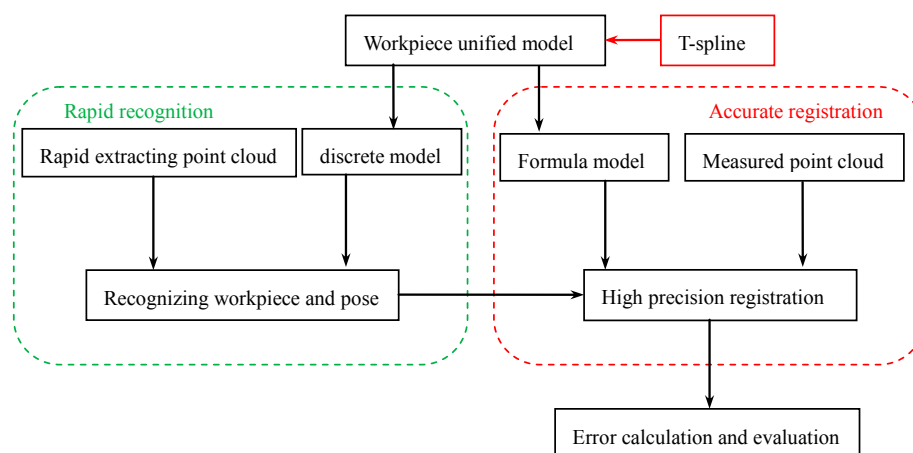 Workpiece unified model
T-spline
Rapid recognition
Accurate registration
Rapid extracting point cloud
discrete model
Formula model
Measured point cloud
Recognizing workpiece and pose
High precision registration
Error calculation and evaluation